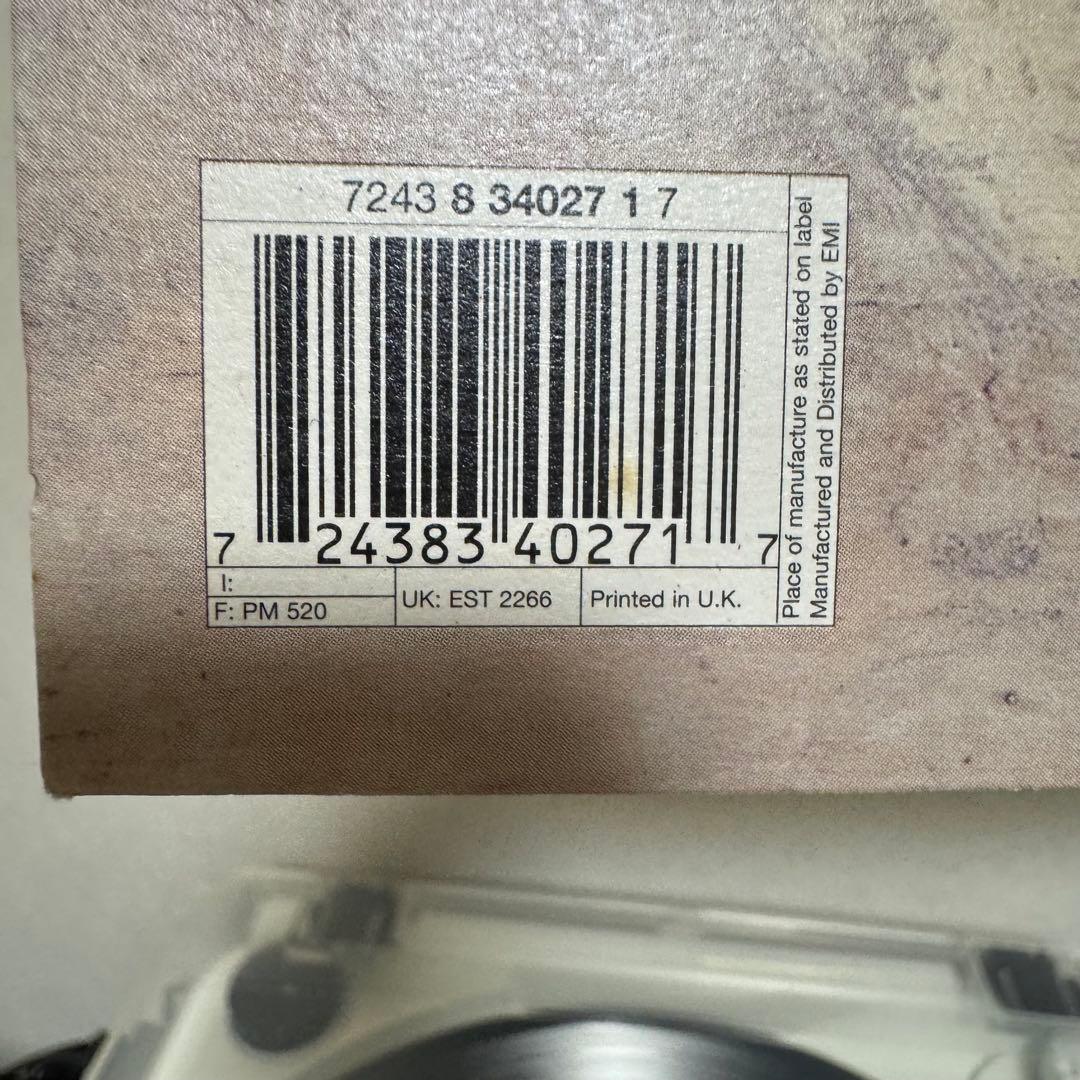 7243 8 34027 1 7
7 24383 40271 7
I:
F: PM 520
UK: EST 2266
Printed in U.K.
Place of manufacture as stated on label
Manufactured and Distributed by EMI